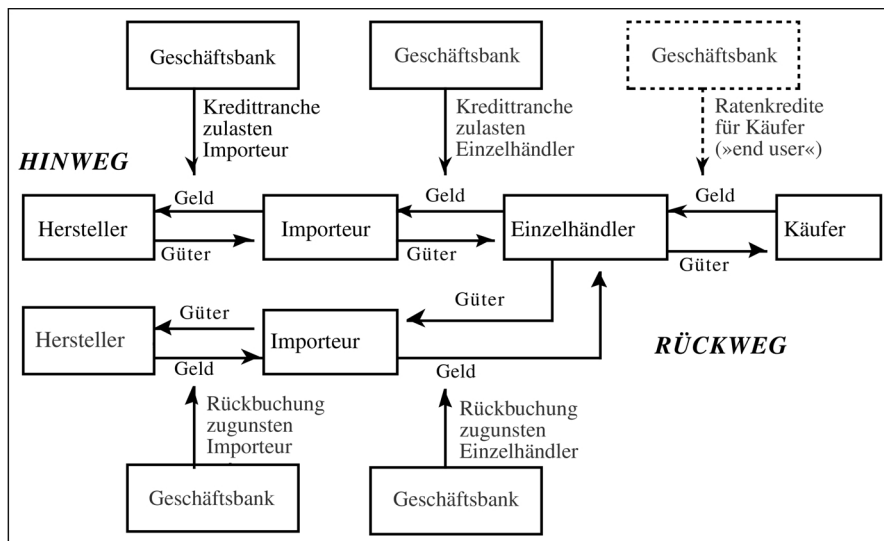 Geschäftsbank
Geschäftsbank
Geschäftsbank
Kredittranche
zulasten
Importeur
Kredittranche
zulasten
Einzelhändler
Ratenkredite
für Käufer
(»end user«)
HINWEG
Geld
Geld
Geld
Hersteller
Importeur
Einzelhändler
Käufer
Güter
Güter
Güter
Güter
Güter
Hersteller
Importeur
RÜCKWEG
Geld
Geld
Rückbuchung
zugunsten
Importeur
Rückbuchung
zugunsten
Einzelhändler
Geschäftsbank
Geschäftsbank